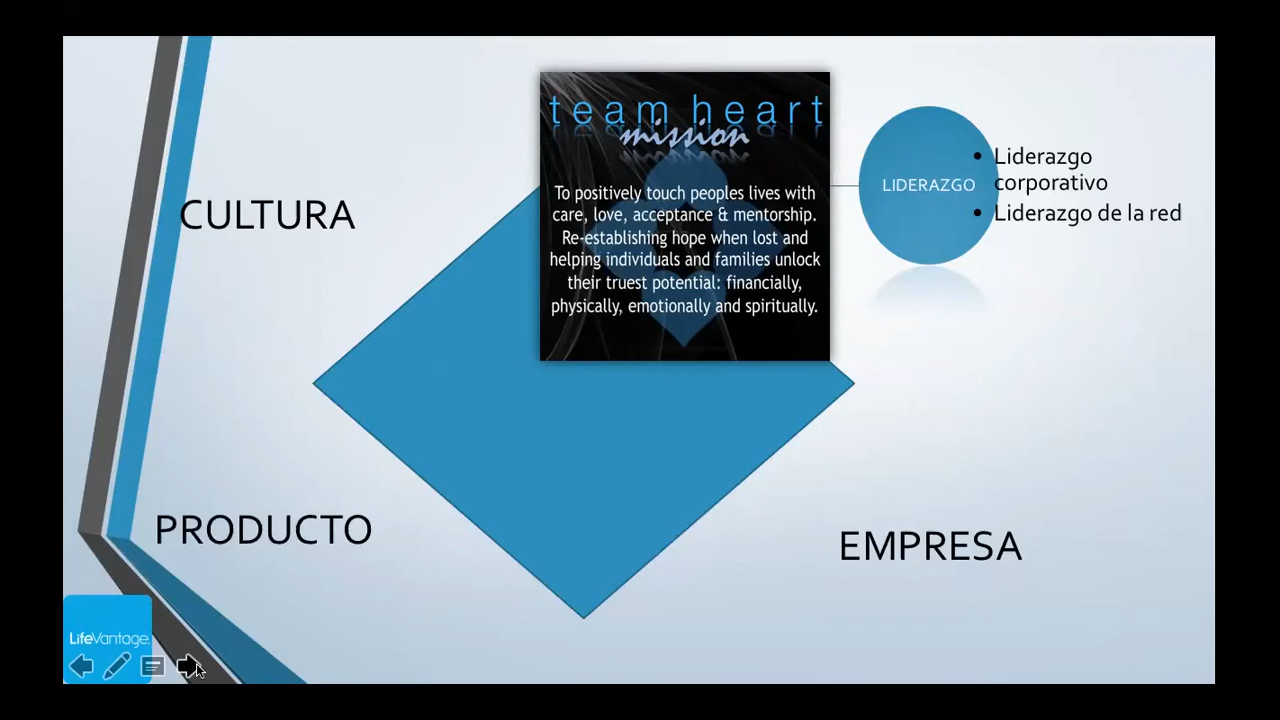 team heart
mission
To positively touch peoples lives with
care, love, acceptance & mentorship.
Re-establishing hope when lost and
helping individuals and families unlock
their truest potential: financially,
physically, emotionally and spiritually.
LIDERAZGO
• Liderazgo
corporativo
• Liderazgo de la red
CULTURA
PRODUCTO
EMPRESA
LifeVantage.